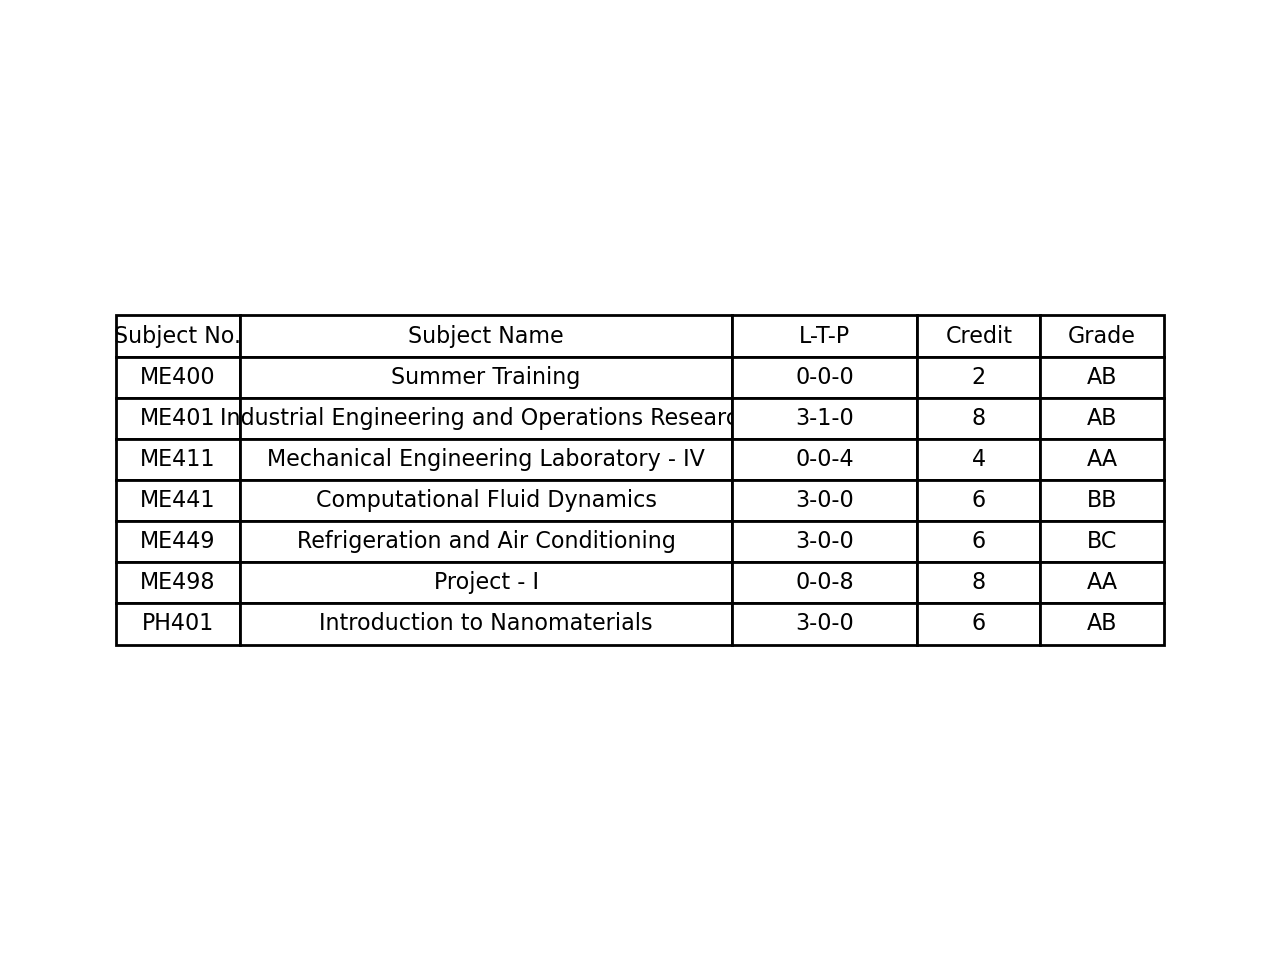 Subject No. Subject Name L-T-P Credit Grade
ME400 Summer Training 0-0-0 2 AB
ME401 Industrial Engineering and Operations Researc 3-1-0 8 AB
ME411 Mechanical Engineering Laboratory - IV 0-0-4 4 AA
ME441 Computational Fluid Dynamics 3-0-0 6 BB
ME449 Refrigeration and Air Conditioning 3-0-0 6 BC
ME498 Project - I 0-0-8 8 AA
PH401 Introduction to Nanomaterials 3-0-0 6 AB